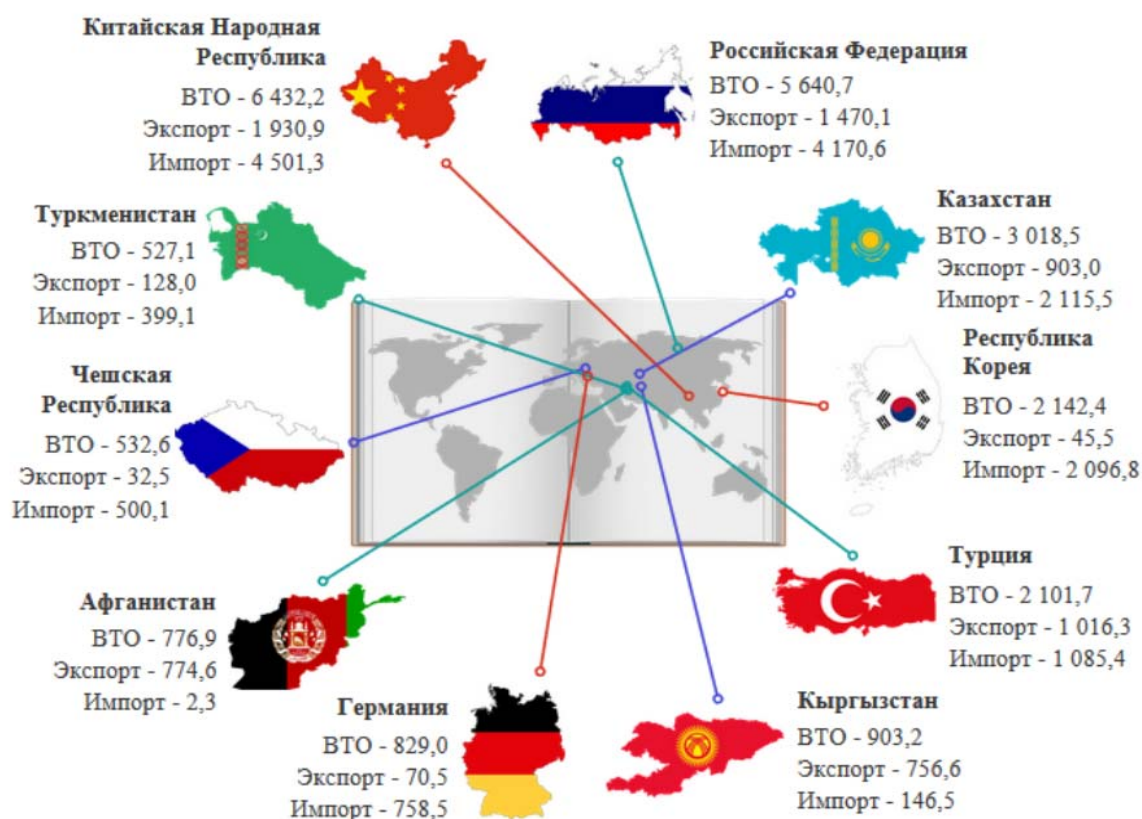 Китайская Народная
Республика
ВТО - 6 432,2
Экспорт - 1 930,9
Импорт - 4 501,3
Российская Федерация
ВТО - 5 640,7
Экспорт - 1 470,1
Импорт - 4 170,6
Туркменистан
ВТО - 527,1
Экспорт - 128,0
Импорт - 399,1
Казахстан
ВТО - 3 018,5
Экспорт - 903,0
Импорт - 2 115,5
Чешская
Республика
ВТО - 532,6
Экспорт - 32,5
Импорт - 500,1
Республика
Корея
ВТО - 2 142,4
Экспорт - 45,5
Импорт - 2 096,8
Афганистан
ВТО - 776,9
Экспорт - 774,6
Импорт - 2,3
Турция
ВТО - 2 101,7
Экспорт - 1 016,3
Импорт - 1 085,4
Германия
ВТО - 829,0
Экспорт - 70,5
Импорт - 758,5
Кыргызстан
ВТО - 903,2
Экспорт - 756,6
Импорт - 146,5